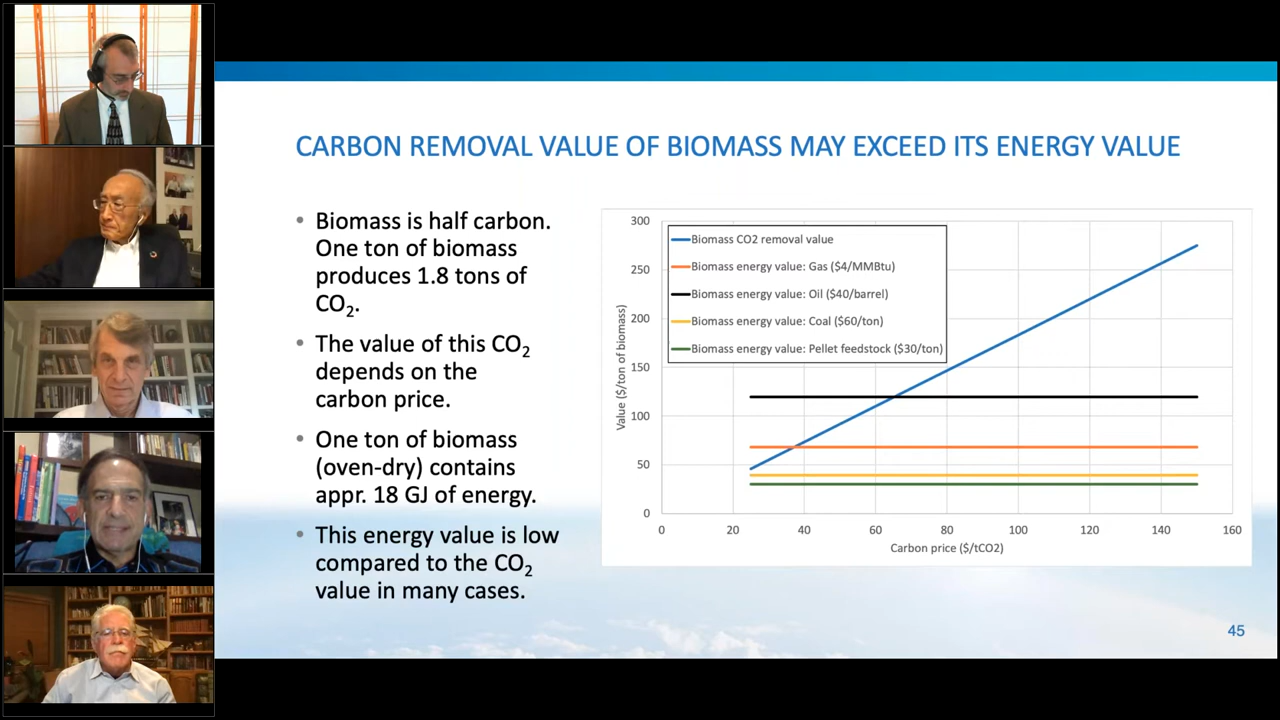 CARBON REMOVAL VALUE OF BIOMASS MAY EXCEED ITS ENERGY VALUE
• Biomass is half carbon.
One ton of biomass
produces 1.8 tons of
CO₂.
• The value of this CO₂
depends on the
carbon price.
• One ton of biomass
(oven-dry) contains
appr. 18 GJ of energy.
• This energy value is low
compared to the CO₂
value in many cases.
Value ($/ton of biomass)
300
250
200
150
100
50
0
Biomass CO2 removal value
Biomass energy value: Gas ($4/MMBtu)
Biomass energy value: Oil ($40/barrel)
Biomass energy value: Coal ($60/ton)
Biomass energy value: Pellet feedstock ($30/ton)
0 20 40 60 80 100 120 140 160
Carbon price ($/tCO2)
45